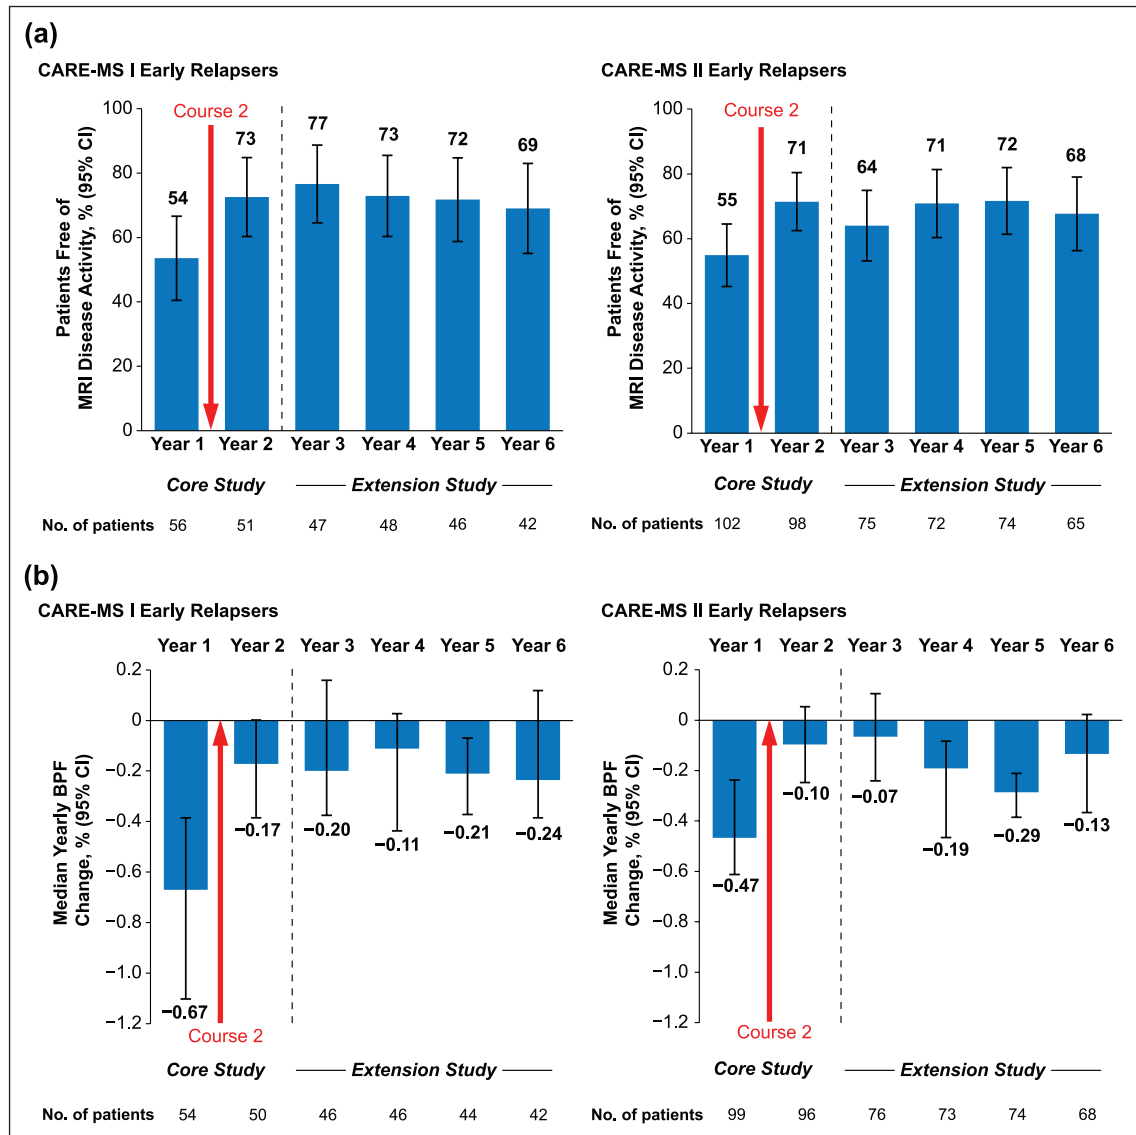 (a)
CARE-MS I Early Relapsers
Patients Free of
MRI Disease Activity, % (95% CI)
100
80
60
40
20
0
Course 2
54
73
77
73
72
69
Year 1 Year 2 Year 3 Year 4 Year 5 Year 6
Core Study Extension Study
No. of patients 56 51 47 48 46 42
CARE-MS II Early Relapsers
Patients Free of
MRI Disease Activity, % (95% CI)
100
80
60
40
20
0
Course 2
55
71
64
71
72
68
Year 1 Year 2 Year 3 Year 4 Year 5 Year 6
Core Study Extension Study
No. of patients 102 98 75 72 74 65
(b)
CARE-MS I Early Relapsers
Year 1 Year 2 Year 3 Year 4 Year 5 Year 6
Median Yearly BPF
Change, % (95% CI)
0.2
0
−0.2
−0.4
−0.6
−0.8
−1.0
−1.2
−0.67
−0.17
−0.20
−0.11
−0.21
−0.24
Course 2
Core Study Extension Study
No. of patients 54 50 46 46 44 42
CARE-MS II Early Relapsers
Year 1 Year 2 Year 3 Year 4 Year 5 Year 6
Median Yearly BPF
Change, % (95% CI)
0.2
0
−0.2
−0.4
−0.6
−0.8
−1.0
−1.2
−0.47
−0.10
−0.07
−0.19
−0.29
−0.13
Course 2
Core Study Extension Study
No. of patients 99 96 76 73 74 68